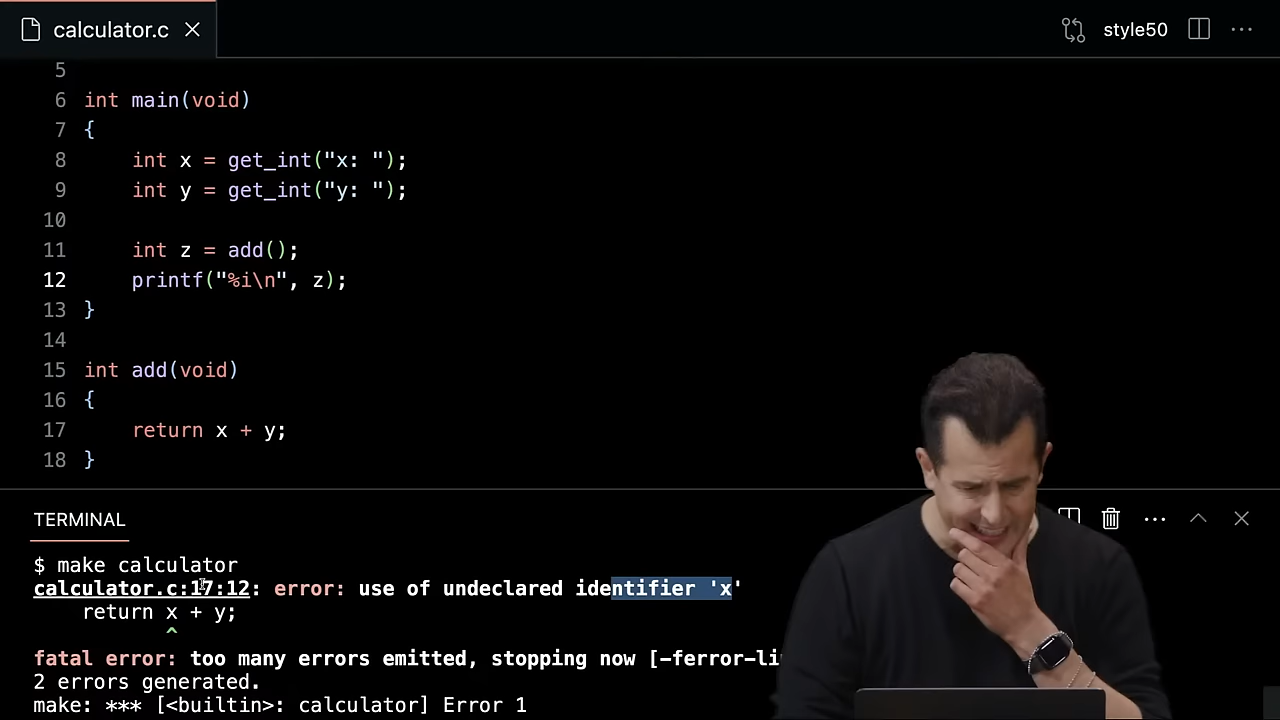 calculator.c
style50
5
6 int main(void)
7 {
8 int x = get_int("x: ");
9 int y = get_int("y: ");
10
11 int z = add();
12 printf("%i\n", z);
13 }
14
15 int add(void)
16 {
17 return x + y;
18 }
TERMINAL
$ make calculator
calculator.c:17:12: error: use of undeclared identifier 'x'
return x + y;
^
fatal error: too many errors emitted, stopping now [-ferror-li
2 errors generated.
make: *** [<builtin>: calculator] Error 1